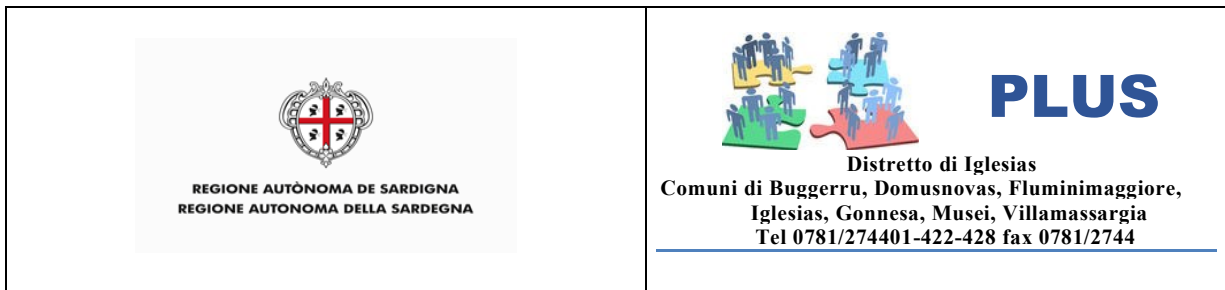 REGIONE AUTÒNOMA DE SARDIGNA
REGIONE AUTONOMA DELLA SARDEGNA
PLUS
Distretto di Iglesias
Comuni di Buggerru, Domusnovas, Fluminimaggiore,
Iglesias, Gonnesa, Musei, Villamassargia
Tel 0781/274401-422-428 fax 0781/2744